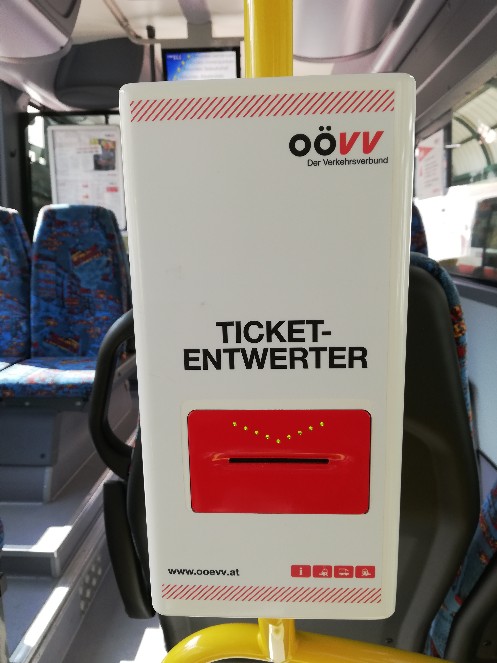 OÖVV
Der Verkehrsverbund
TICKET-
ENTWERTER
www.ooevv.at
i